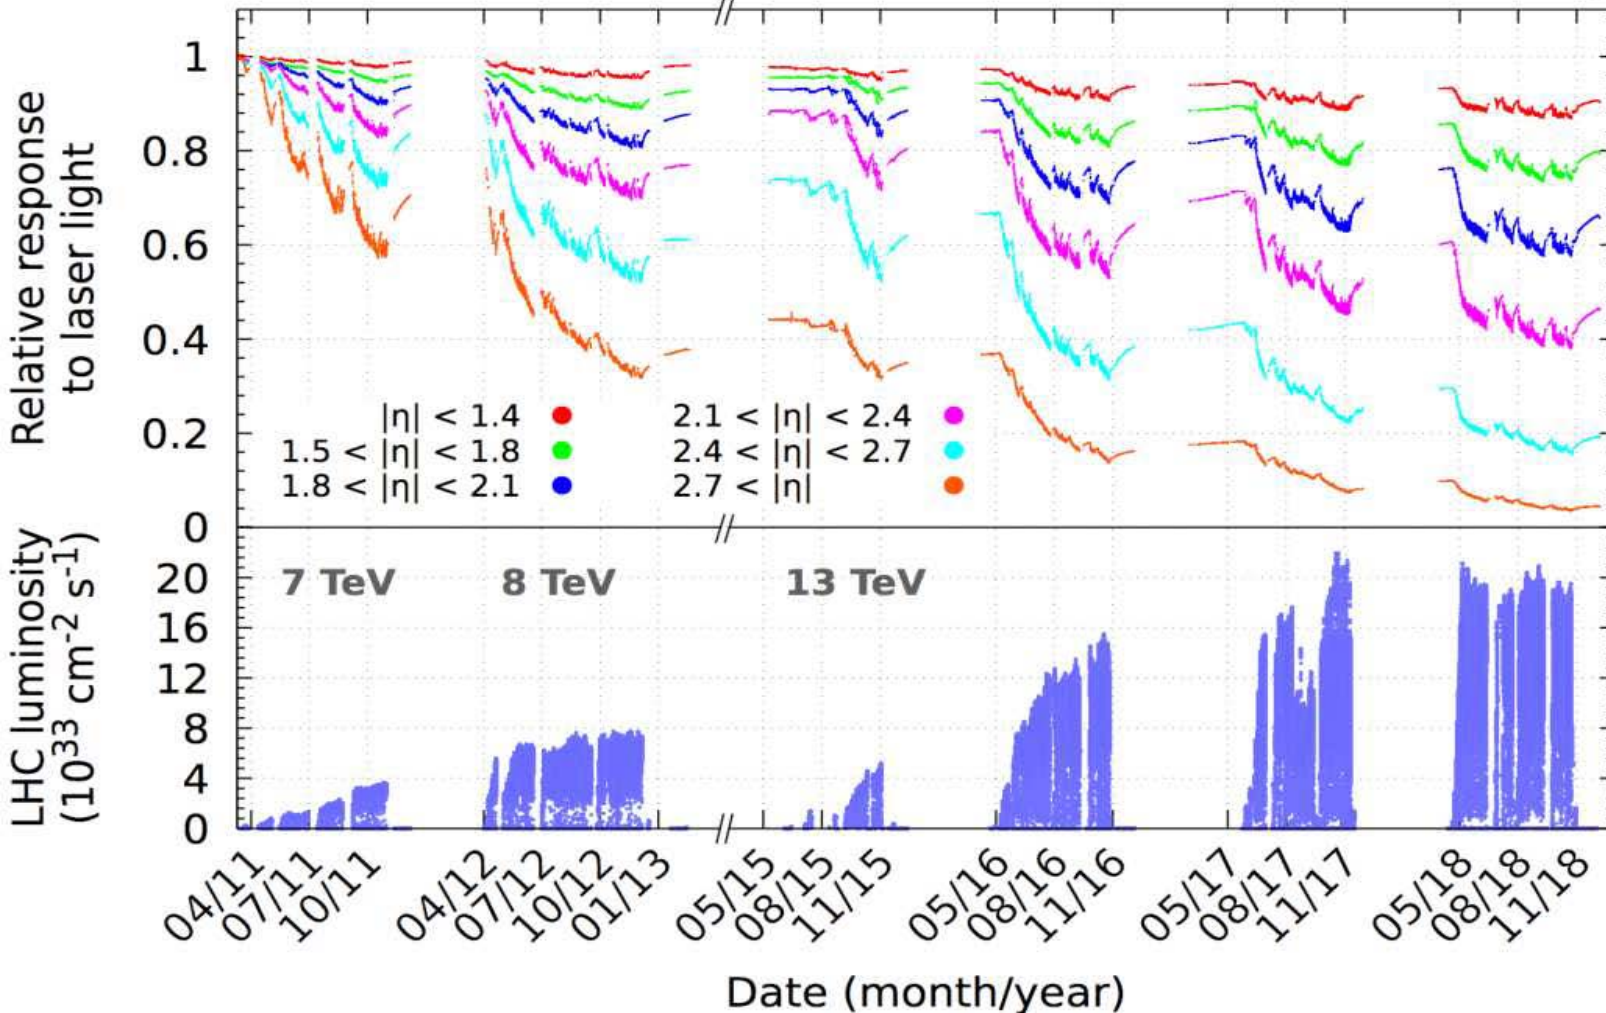 Relative response
to laser light
1
0.8
0.6
0.4
0.2
0
|η| < 1.4
1.5 < |η| < 1.8
1.8 < |η| < 2.1
2.1 < |η| < 2.4
2.4 < |η| < 2.7
2.7 < |η|
LHC luminosity
(10³³ cm⁻² s⁻¹)
20
16
12
8
4
0
7 TeV
8 TeV
13 TeV
04/11
07/11
10/11
04/12
07/12
10/12
01/13
05/15
08/15
11/15
05/16
08/16
11/16
05/17
08/17
11/17
05/18
08/18
11/18
Date (month/year)